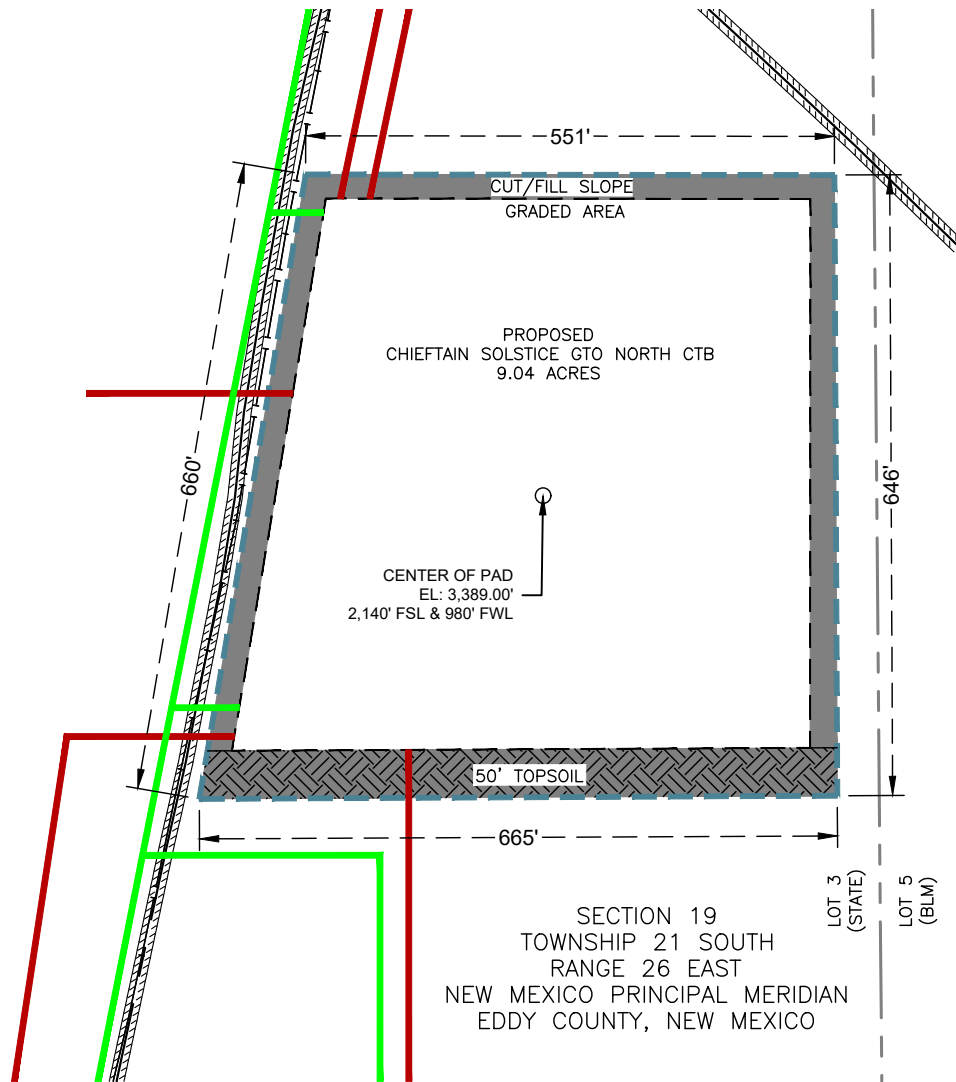 551'
CUT/FILL SLOPE
GRADED AREA
PROPOSED
CHIEFTAIN SOLSTICE GTO NORTH CTB
9.04 ACRES
660'
646'
CENTER OF PAD
EL: 3,389.00'
2,140' FSL & 980' FWL
50' TOPSOIL
665'
LOT 3
(STATE)
LOT 5
(BLM)
SECTION 19
TOWNSHIP 21 SOUTH
RANGE 26 EAST
NEW MEXICO PRINCIPAL MERIDIAN
EDDY COUNTY, NEW MEXICO